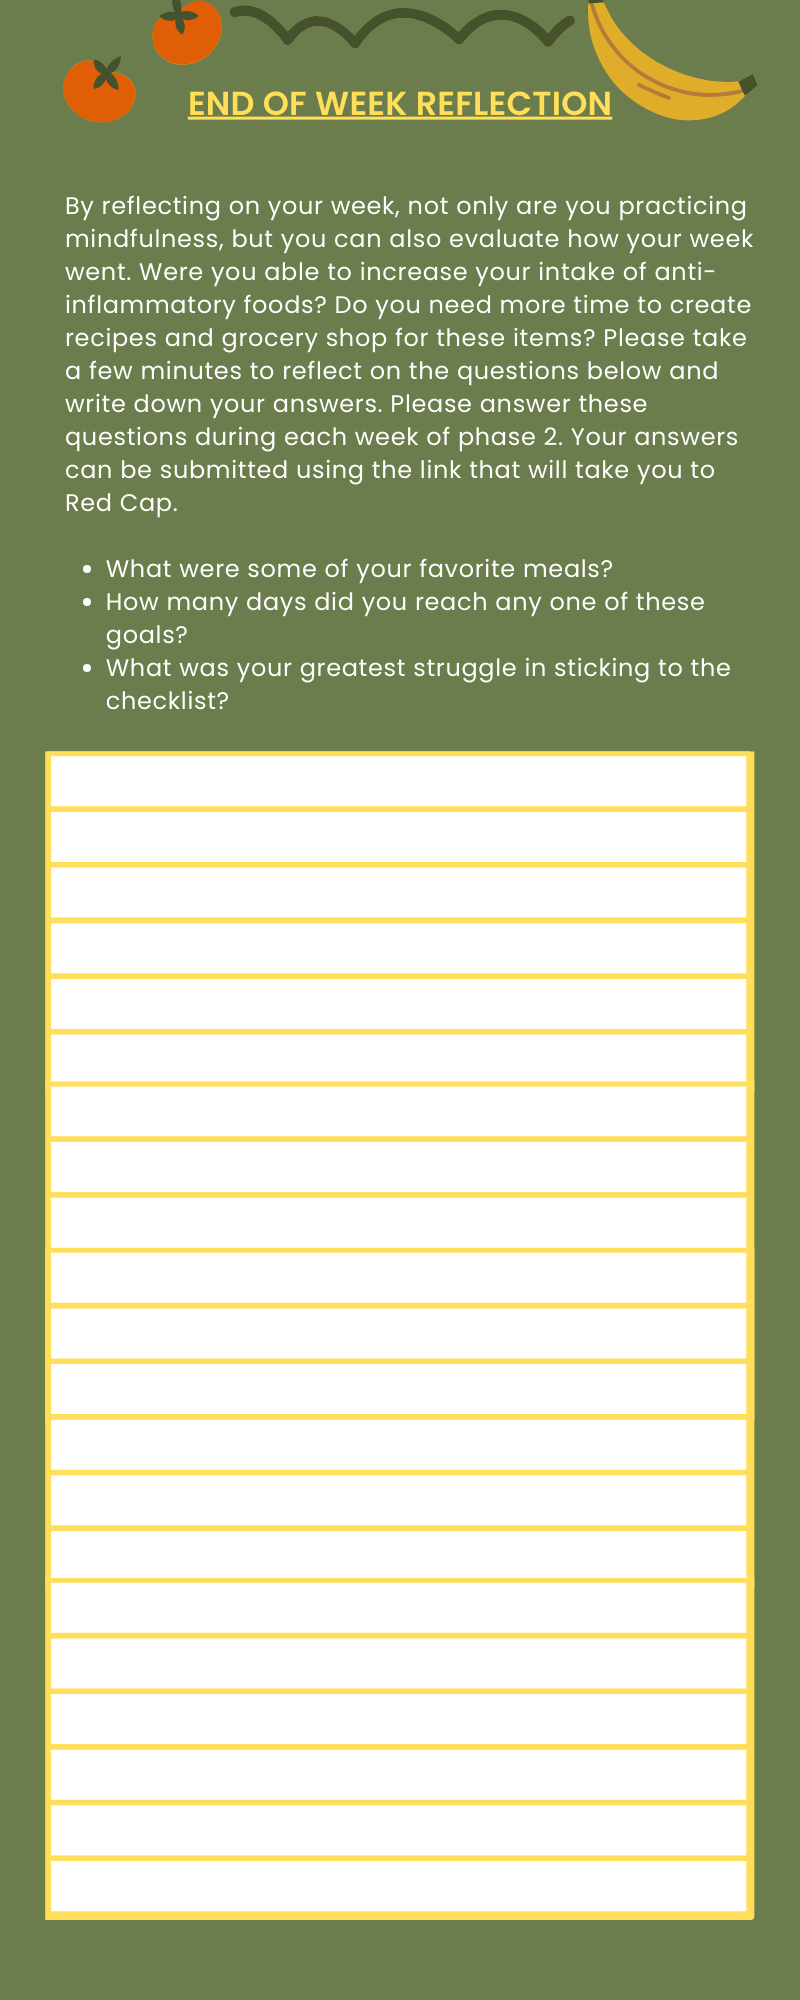 END OF WEEK REFLECTION
By reflecting on your week, not only are you practicing
mindfulness, but you can also evaluate how your week
went. Were you able to increase your intake of anti-
inflammatory foods? Do you need more time to create
recipes and grocery shop for these items? Please take
a few minutes to reflect on the questions below and
write down your answers. Please answer these
questions during each week of phase 2. Your answers
can be submitted using the link that will take you to
Red Cap.
• What were some of your favorite meals?
• How many days did you reach any one of these
goals?
• What was your greatest struggle in sticking to the
checklist?